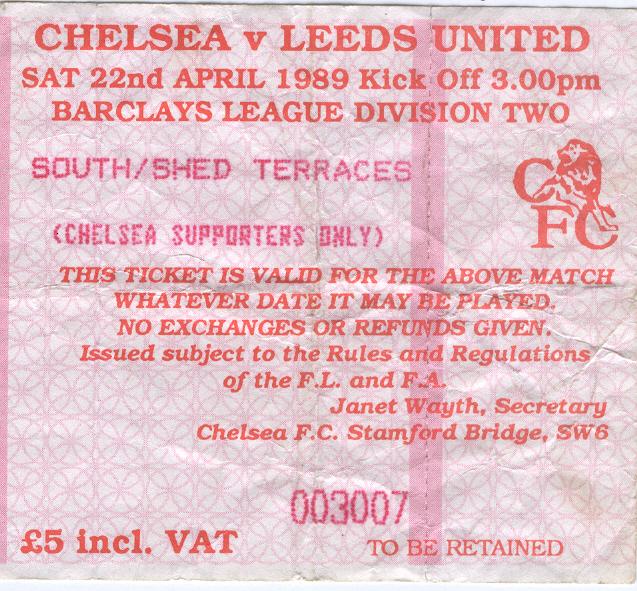 CHELSEA v LEEDS UNITED
SAT 22nd APRIL 1989 Kick Off 3.00pm
BARCLAYS LEAGUE DIVISION TWO
SOUTH/SHED TERRACES
CFC
(CHELSEA SUPPORTERS ONLY)
THIS TICKET IS VALID FOR THE ABOVE MATCH
WHATEVER DATE IT MAY BE PLAYED.
NO EXCHANGES OR REFUNDS GIVEN.
Issued subject to the Rules and Regulations
of the F.L. and F.A.
Janet Wayth, Secretary
Chelsea F.C. Stamford Bridge, SW6
003007
£5 incl. VAT
TO BE RETAINED